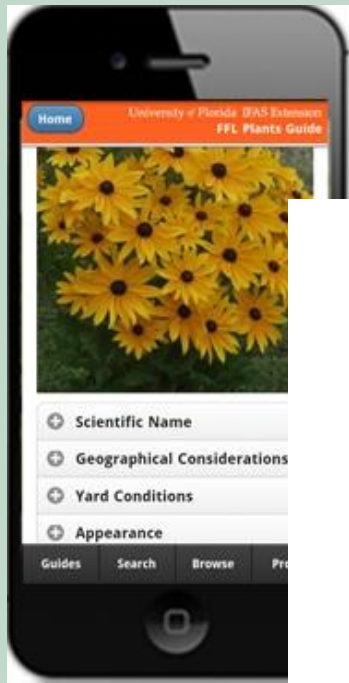 Home
University of Florida IFAS Extension
FFL Plants Guide
Scientific Name
Geographical Considerations
Yard Conditions
Appearance
Guides Search Browse